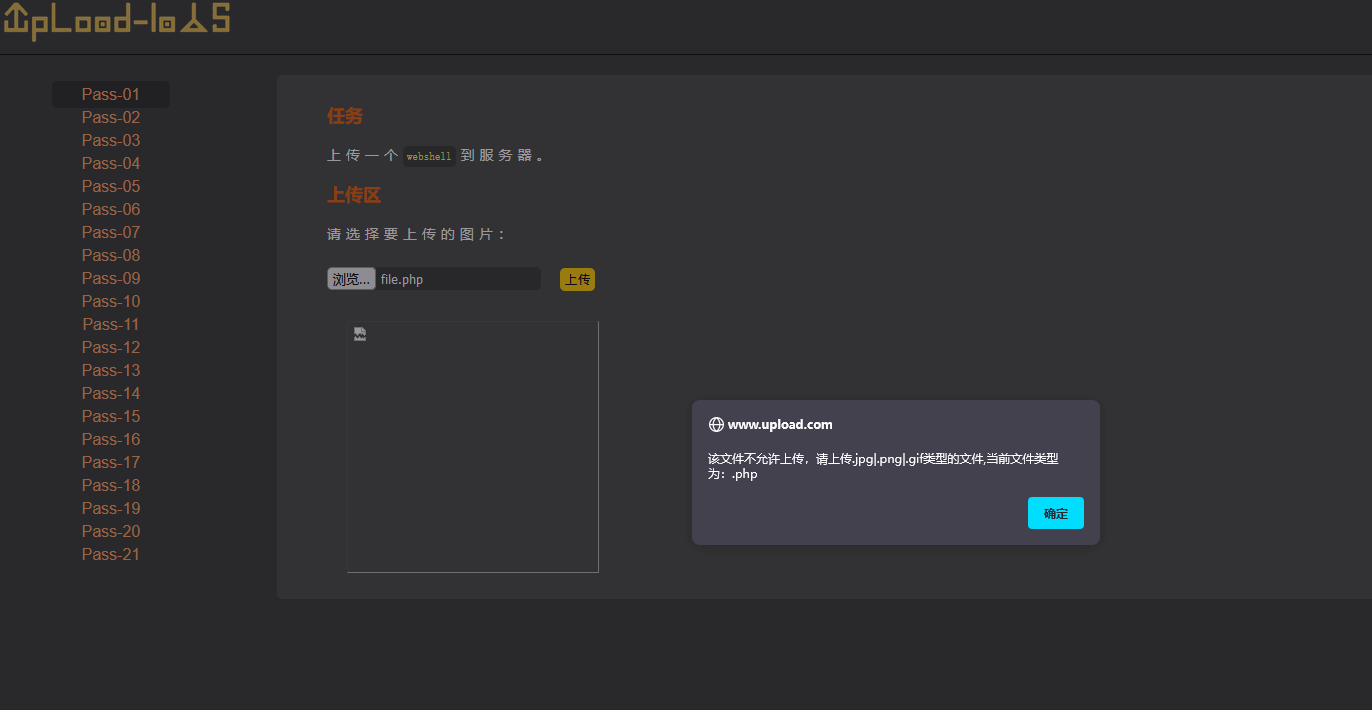 UpLoad-labs
Pass-01
Pass-02
Pass-03
Pass-04
Pass-05
Pass-06
Pass-07
Pass-08
Pass-09
Pass-10
Pass-11
Pass-12
Pass-13
Pass-14
Pass-15
Pass-16
Pass-17
Pass-18
Pass-19
Pass-20
Pass-21
任务
上传一个 webshell 到服务器。
上传区
请选择要上传的图片：
浏览... file.php 上传
www.upload.com
该文件不允许上传，请上传.jpg|.png|.gif类型的文件,当前文件类型
为：.php
确定